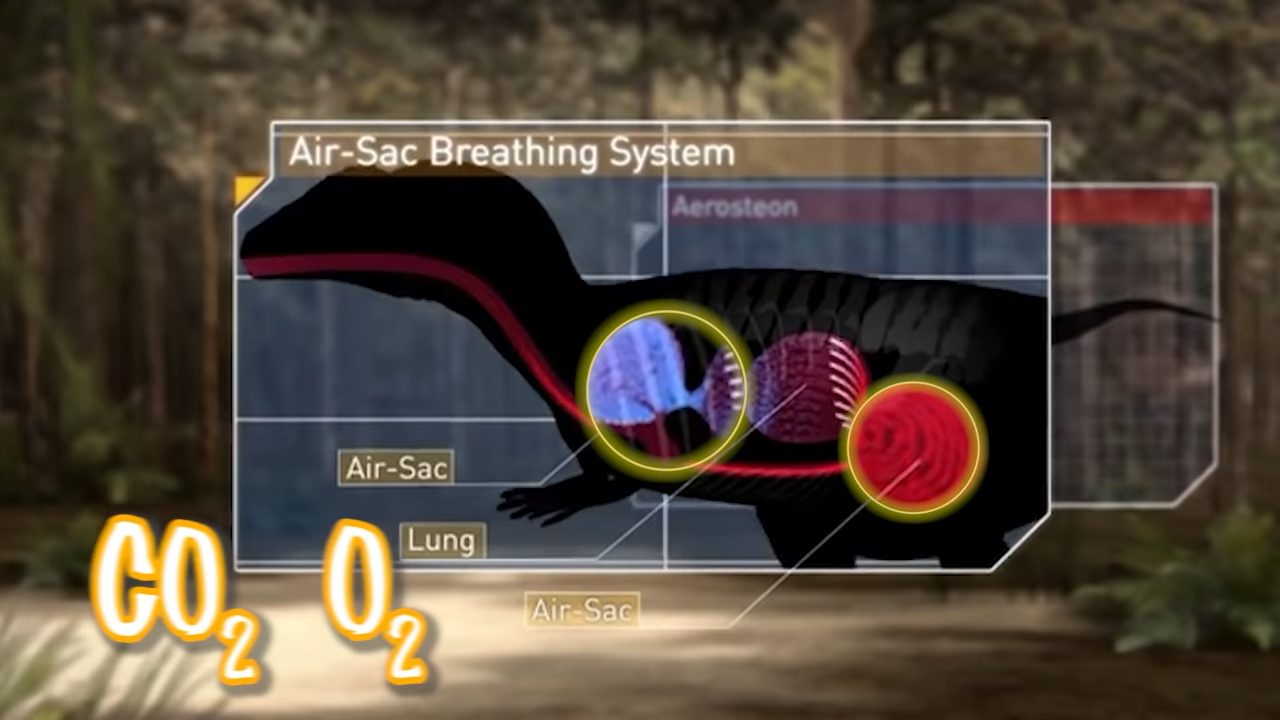 Air-Sac Breathing System
Aerosteon
Air-Sac
Lung
Air-Sac
CO₂ O₂